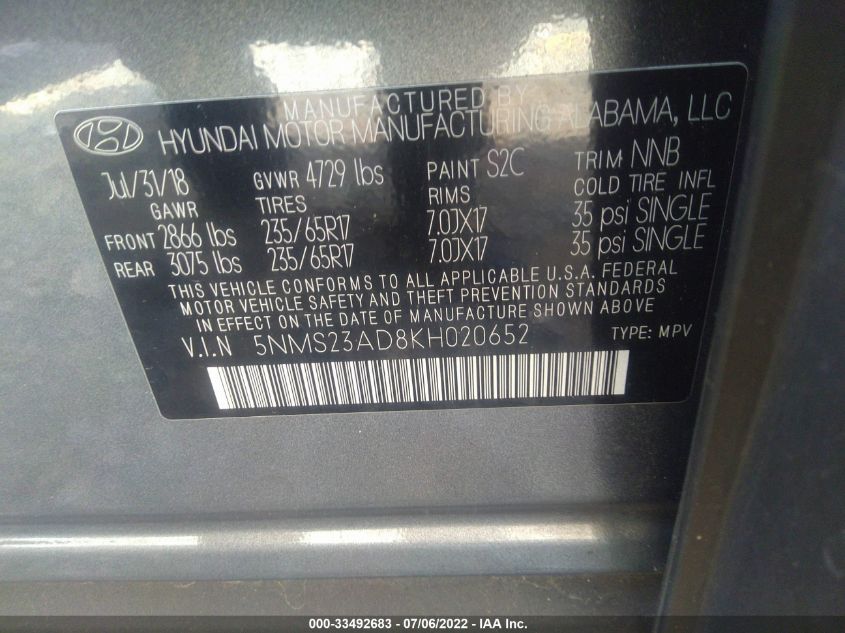 MANUFACTURED BY
HYUNDAI MOTOR MANUFACTURING ALABAMA, LLC
Jul/31/18 GVWR 4729 lbs PAINT S2C TRIM NNB
GAWR TIRES RIMS COLD TIRE INFL
FRONT 2866 lbs 235/65R17 7.0JX17 35 psi SINGLE
REAR 3075 lbs 235/65R17 7.0JX17 35 psi SINGLE
THIS VEHICLE CONFORMS TO ALL APPLICABLE U.S.A. FEDERAL
MOTOR VEHICLE SAFETY AND THEFT PREVENTION STANDARDS
IN EFFECT ON THE DATE OF MANUFACTURE SHOWN ABOVE
V.I.N 5NMS23AD8KH020652 TYPE: MPV
000-33492683 - 07/06/2022 - IAA Inc.